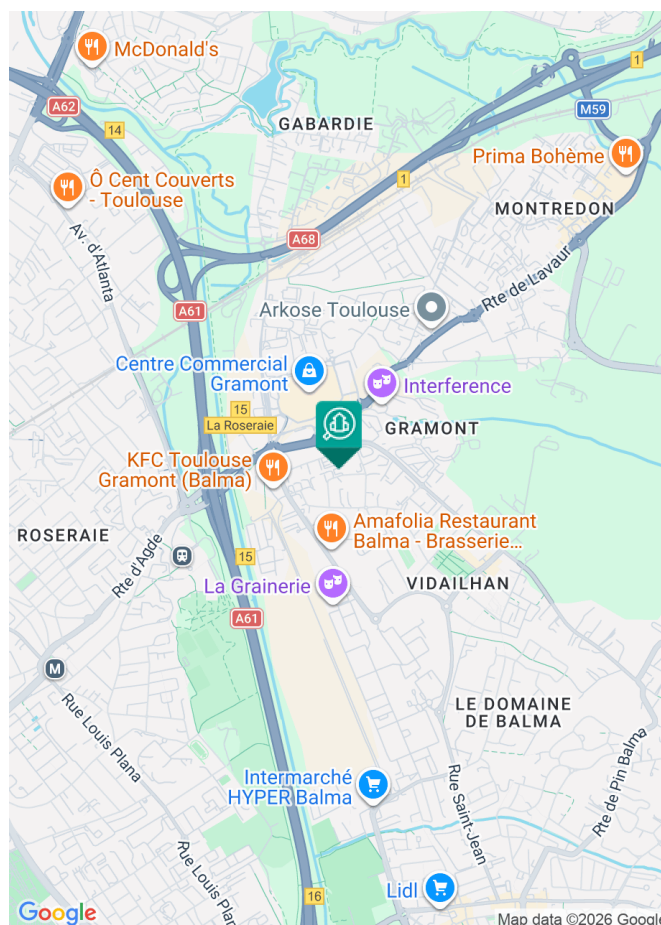 McDonald's
1
A62
M59
14
GABARDIE
Prima Bohème
Ô Cent Couverts
- Toulouse
1
MONTREDON
Av. d'Atlanta
A68
Rte de Lavaur
A61
Arkose Toulouse
Centre Commercial
Gramont
Interference
15
La Roseraie
GRAMONT
KFC Toulouse
Gramont (Balma)
Amafolia Restaurant
Balma - Brasserie...
ROSERAIE
Rte d'Agde
15
La Grainerie
VIDAILHAN
A61
M
LE DOMAINE
DE BALMA
Rue Louis Plana
Intermarché
HYPER Balma
Rue Saint-Jean
Rte de Pin Balma
Rue Louis Plan
16
Lidl
Google
Map data ©2026 Google